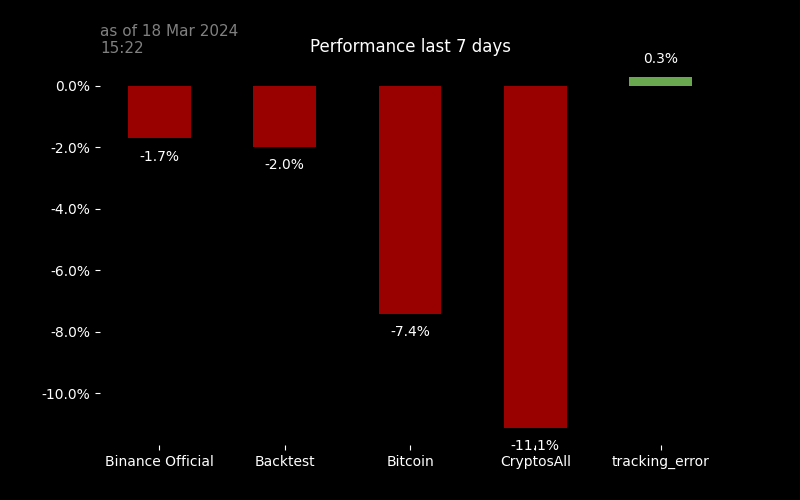 as of 18 Mar 2024
15:22
Performance last 7 days
0.3%
0.0%
-1.7%
-2.0%
-2.0%
-4.0%
-6.0%
-7.4%
-8.0%
-10.0%
-11.1%
Binance Official
Backtest
Bitcoin
CryptosAll
tracking_error